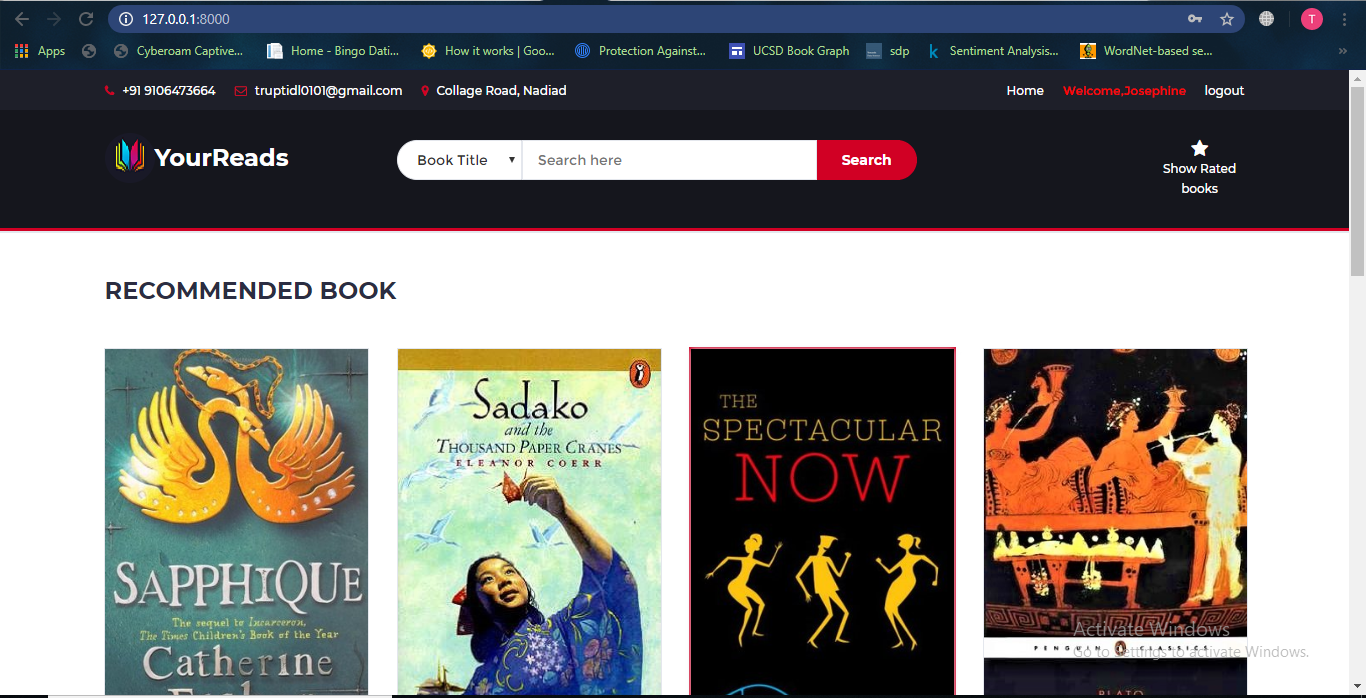 127.0.0.1:8000
T
Apps
Cyberoam Captive...
Home - Bingo Dati...
How it works | Goo...
Protection Against...
UCSD Book Graph
sdp
k
Sentiment Analysis...
WordNet-based se...
»
+91 9106473664
truptidl0101@gmail.com
Collage Road, Nadiad
Home
Welcome,Josephine
logout
YourReads
Book Title
Search here
Search
Show Rated
books
RECOMMENDED BOOK
SAPPHIQUE
The sequel to Incarceron,
The Times Children's Book of the Year
Catherine
Sadako
and the
THOUSAND PAPER CRANES
ELEANOR COERR
THE
SPECTACULAR
NOW
PENGUIN CLASSICS
PLATO
Activate Windows
Go to Settings to activate Windows.